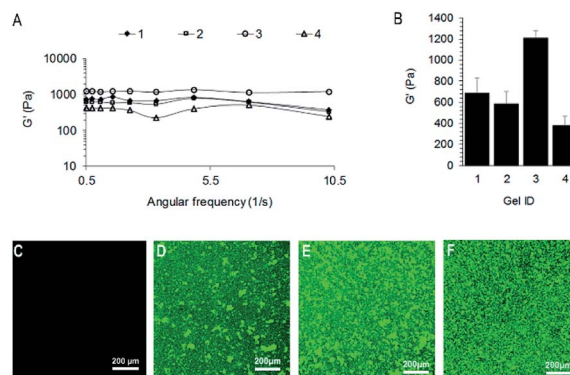 A
1 2 3 4
G' (Pa)
10000
1000
100
10
0.5 5.5 10.5
Angular frequency (1/s)
B
G' (Pa)
1400
1200
1000
800
600
400
200
0
1 2 3 4
Gel ID
C
200 µm
D
200µm
E
200µm
F
200µm